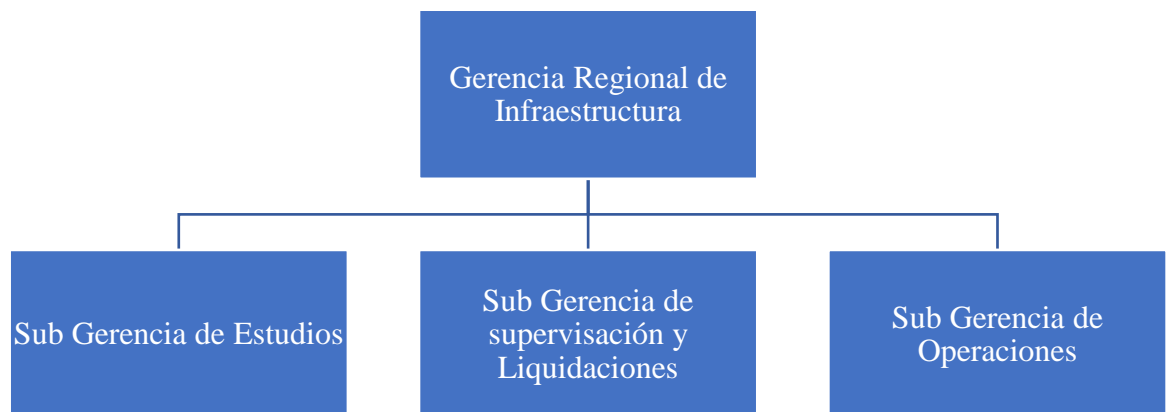 Gerencia Regional de
Infraestructura
Sub Gerencia de Estudios
Sub Gerencia de
supervisación y
Liquidaciones
Sub Gerencia de
Operaciones